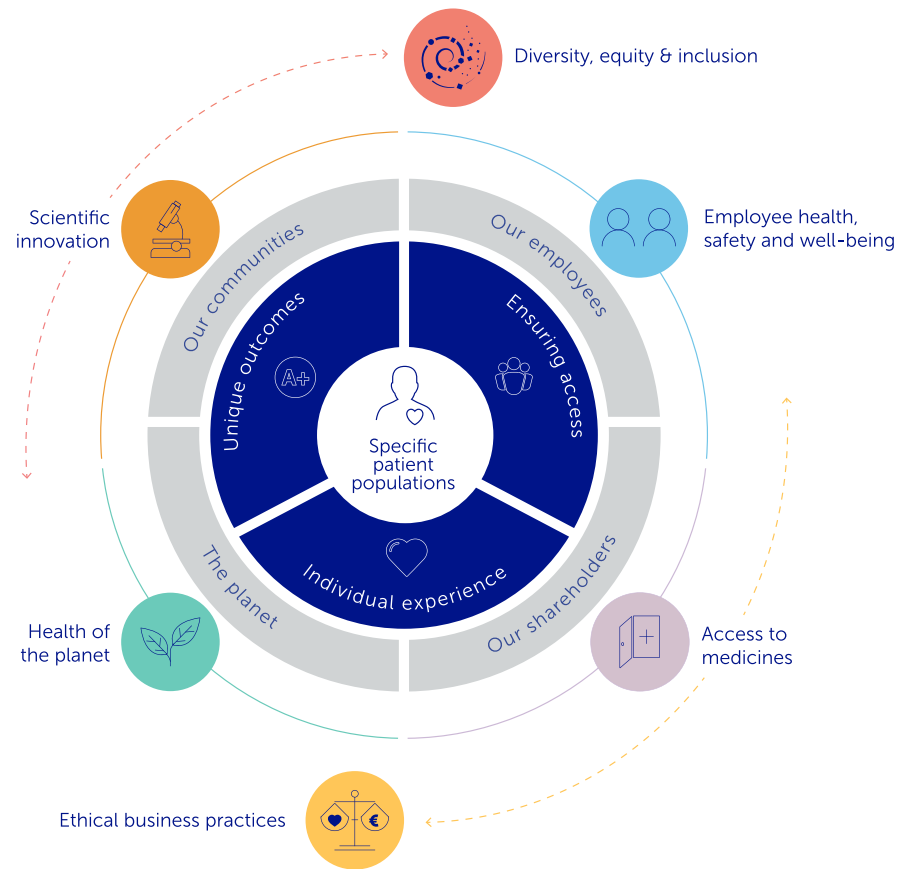 Diversity, equity & inclusion
Scientific
innovation
Employee health,
safety and well-being
Our communities
Our employees
Unique outcomes
A+
Ensuring access
Specific
patient
populations
Individual experience
The planet
Our shareholders
Health of
the planet
Access to
medicines
Ethical business practices
€